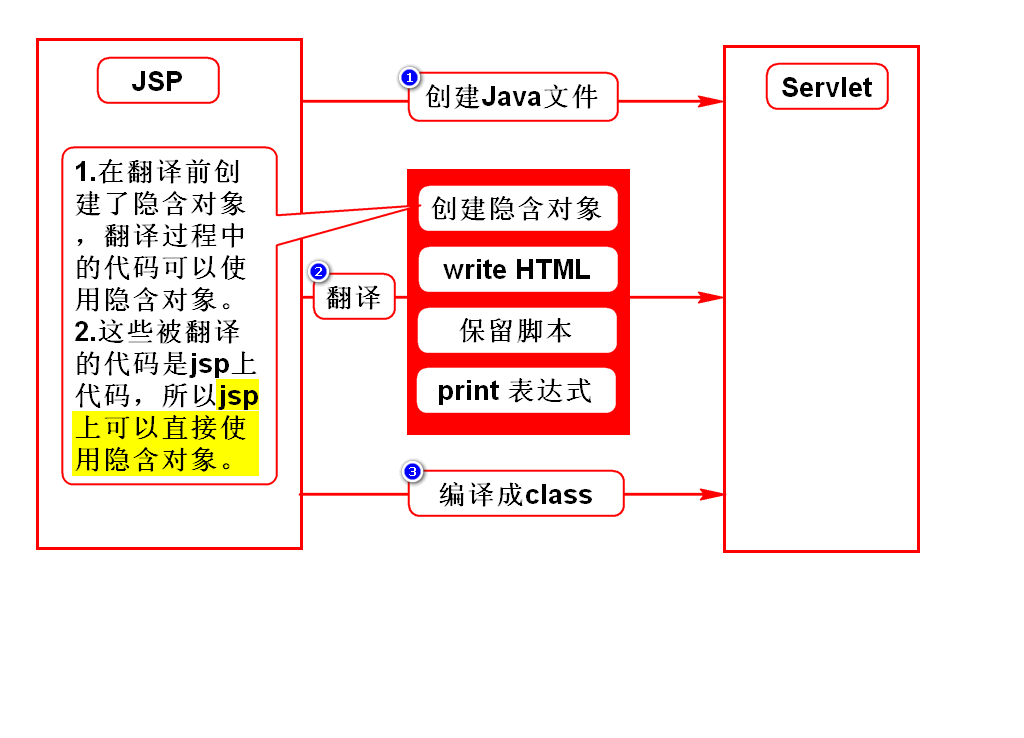 JSP
1
创建Java文件
Servlet
1.在翻译前创
建了隐含对象
，翻译过程中
的代码可以使
用隐含对象。
2.这些被翻译
的代码是jsp上
代码，所以jsp
上可以直接使
用隐含对象。
2
翻译
创建隐含对象
write HTML
保留脚本
print 表达式
3
编译成class